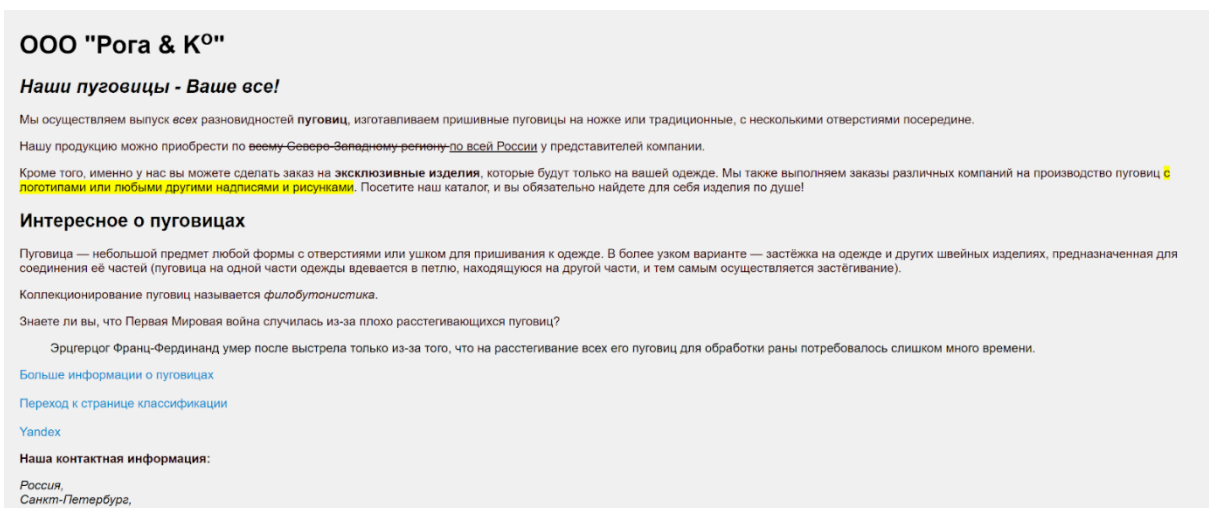 ООО "Рога & Кº"
Наши пуговицы - Ваше все!
Мы осуществляем выпуск всех разновидностей пуговиц, изготавливаем пришивные пуговицы на ножке или традиционные, с несколькими отверстиями посередине.
Нашу продукцию можно приобрести по всему Северо-Западному региону по всей России у представителей компании.
Кроме того, именно у нас вы можете сделать заказ на эксклюзивные изделия, которые будут только на вашей одежде. Мы также выполняем заказы различных компаний на производство пуговиц с
логотипами или любыми другими надписями и рисунками. Посетите наш каталог, и вы обязательно найдете для себя изделия по душе!
Интересное о пуговицах
Пуговица — небольшой предмет любой формы с отверстиями или ушком для пришивания к одежде. В более узком варианте — застёжка на одежде и других швейных изделиях, предназначенная для
соединения её частей (пуговица на одной части одежды вдевается в петлю, находящуюся на другой части, и тем самым осуществляется застёгивание).
Коллекционирование пуговиц называется филобутонистика.
Знаете ли вы, что Первая Мировая война случилась из-за плохо расстегивающихся пуговиц?
Эрцгерцог Франц-Фердинанд умер после выстрела только из-за того, что на расстегивание всех его пуговиц для обработки раны потребовалось слишком много времени.
Больше информации о пуговицах
Переход к странице классификации
Yandex
Наша контактная информация:
Россия,
Санкт-Петербург,